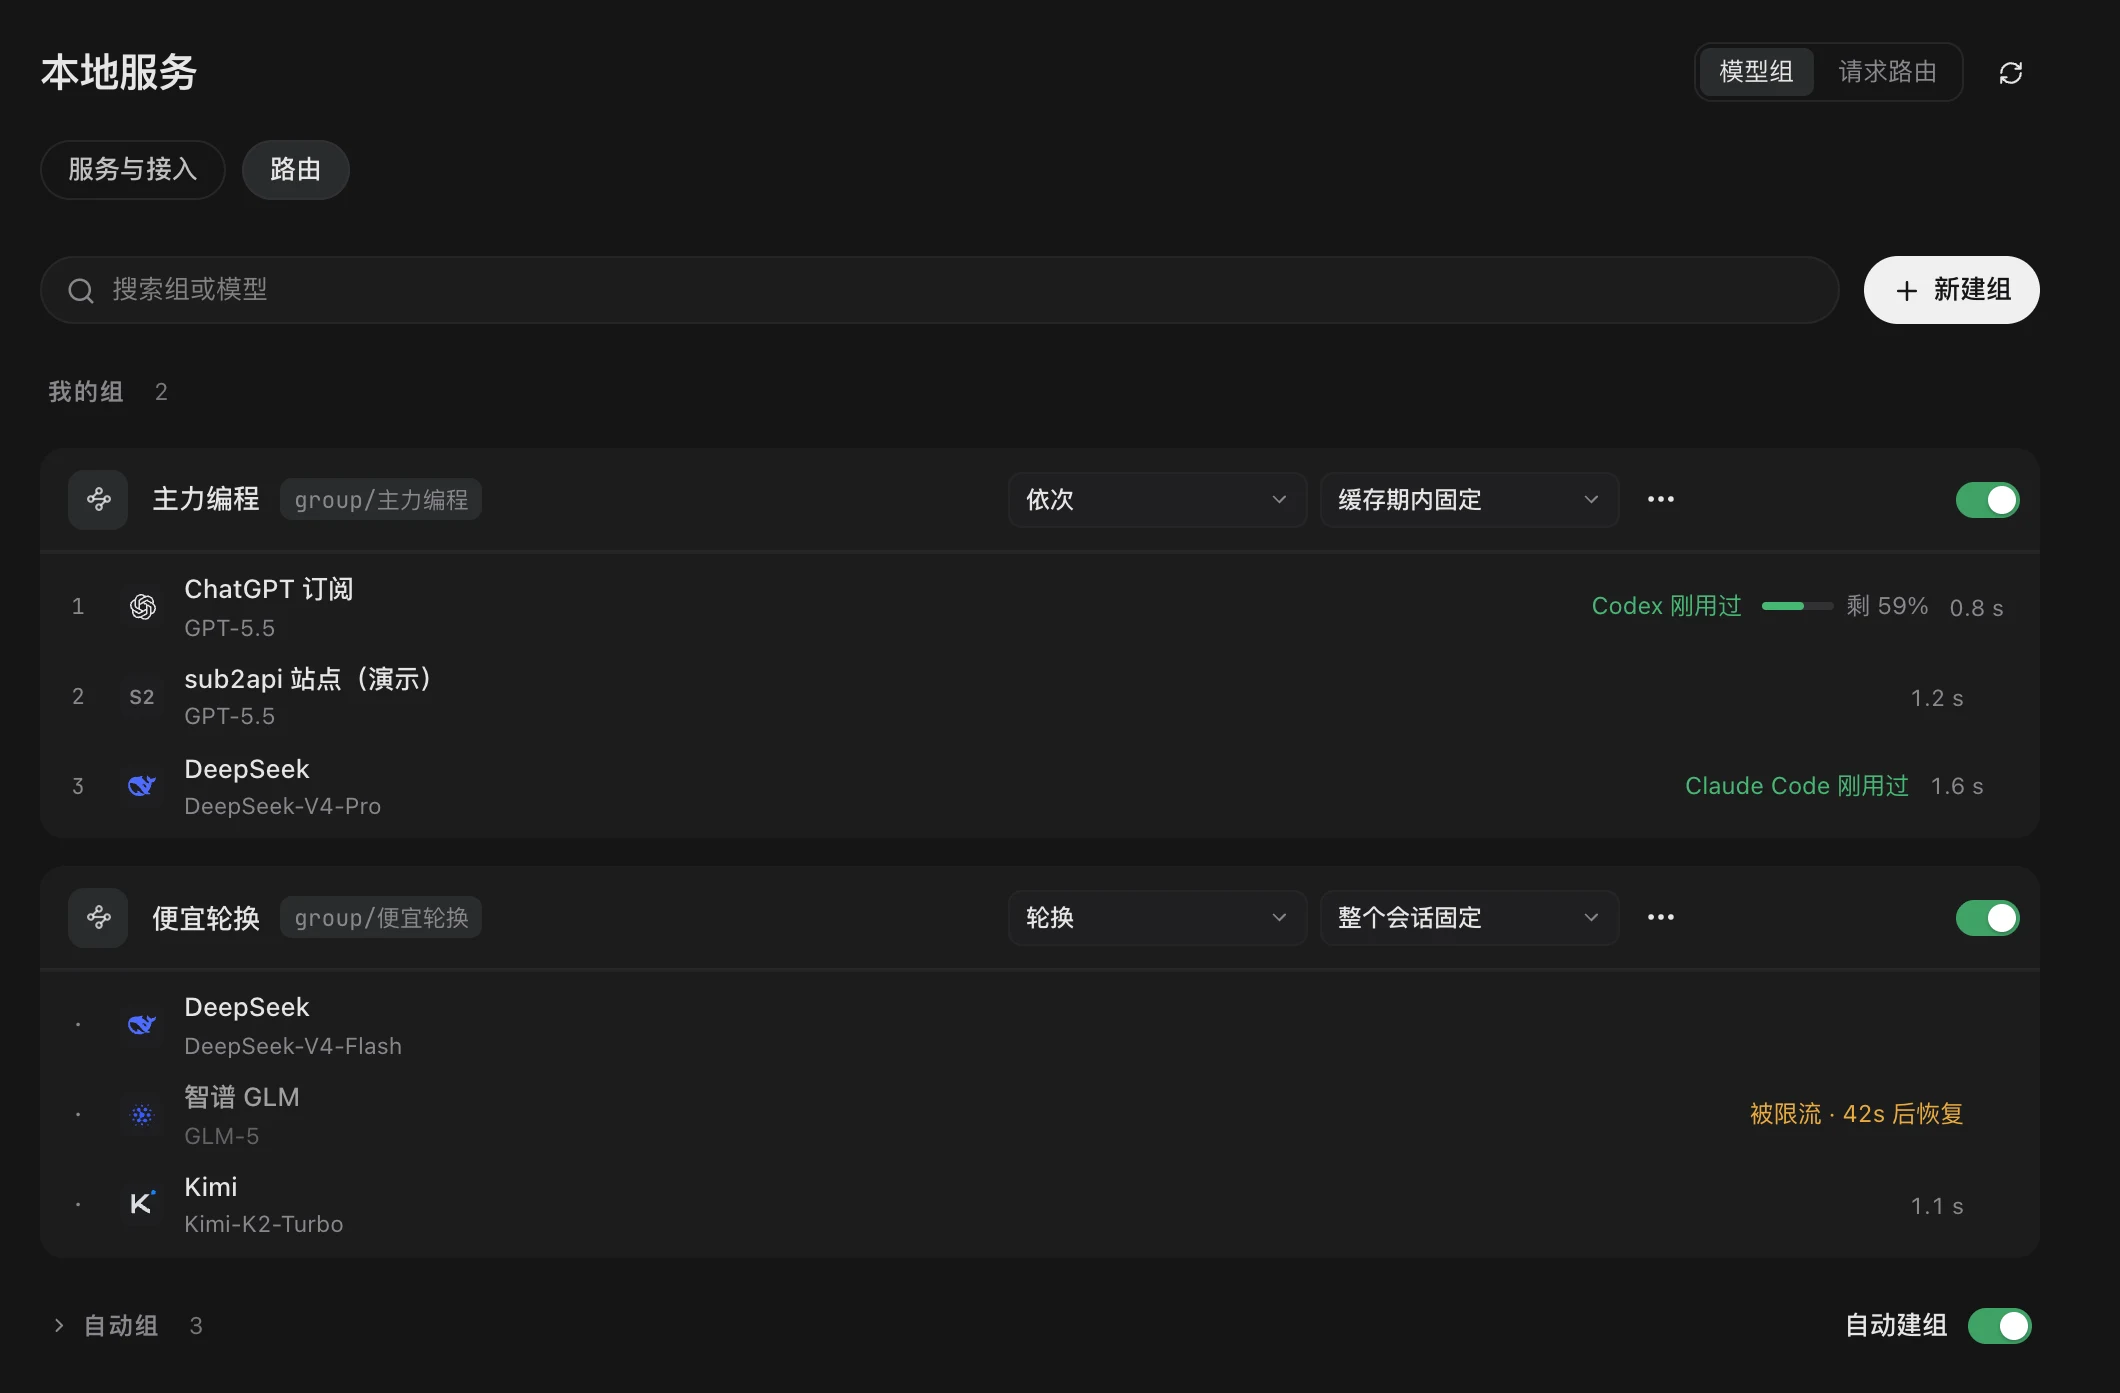 本地服务
模型组 请求路由
服务与接入 路由
搜索组或模型
新建组
我的组 2
主力编程 group/主力编程 依次 缓存期内固定
1 ChatGPT 订阅
GPT-5.5
Codex 刚用过 剩 59% 0.8 s
2 S2 sub2api 站点（演示）
GPT-5.5
1.2 s
3 DeepSeek
DeepSeek-V4-Pro
Claude Code 刚用过 1.6 s
便宜轮换 group/便宜轮换 轮换 整个会话固定
· DeepSeek
DeepSeek-V4-Flash
· 智谱 GLM
GLM-5
被限流 · 42s 后恢复
· Kimi
Kimi-K2-Turbo
1.1 s
自动组 3
自动建组